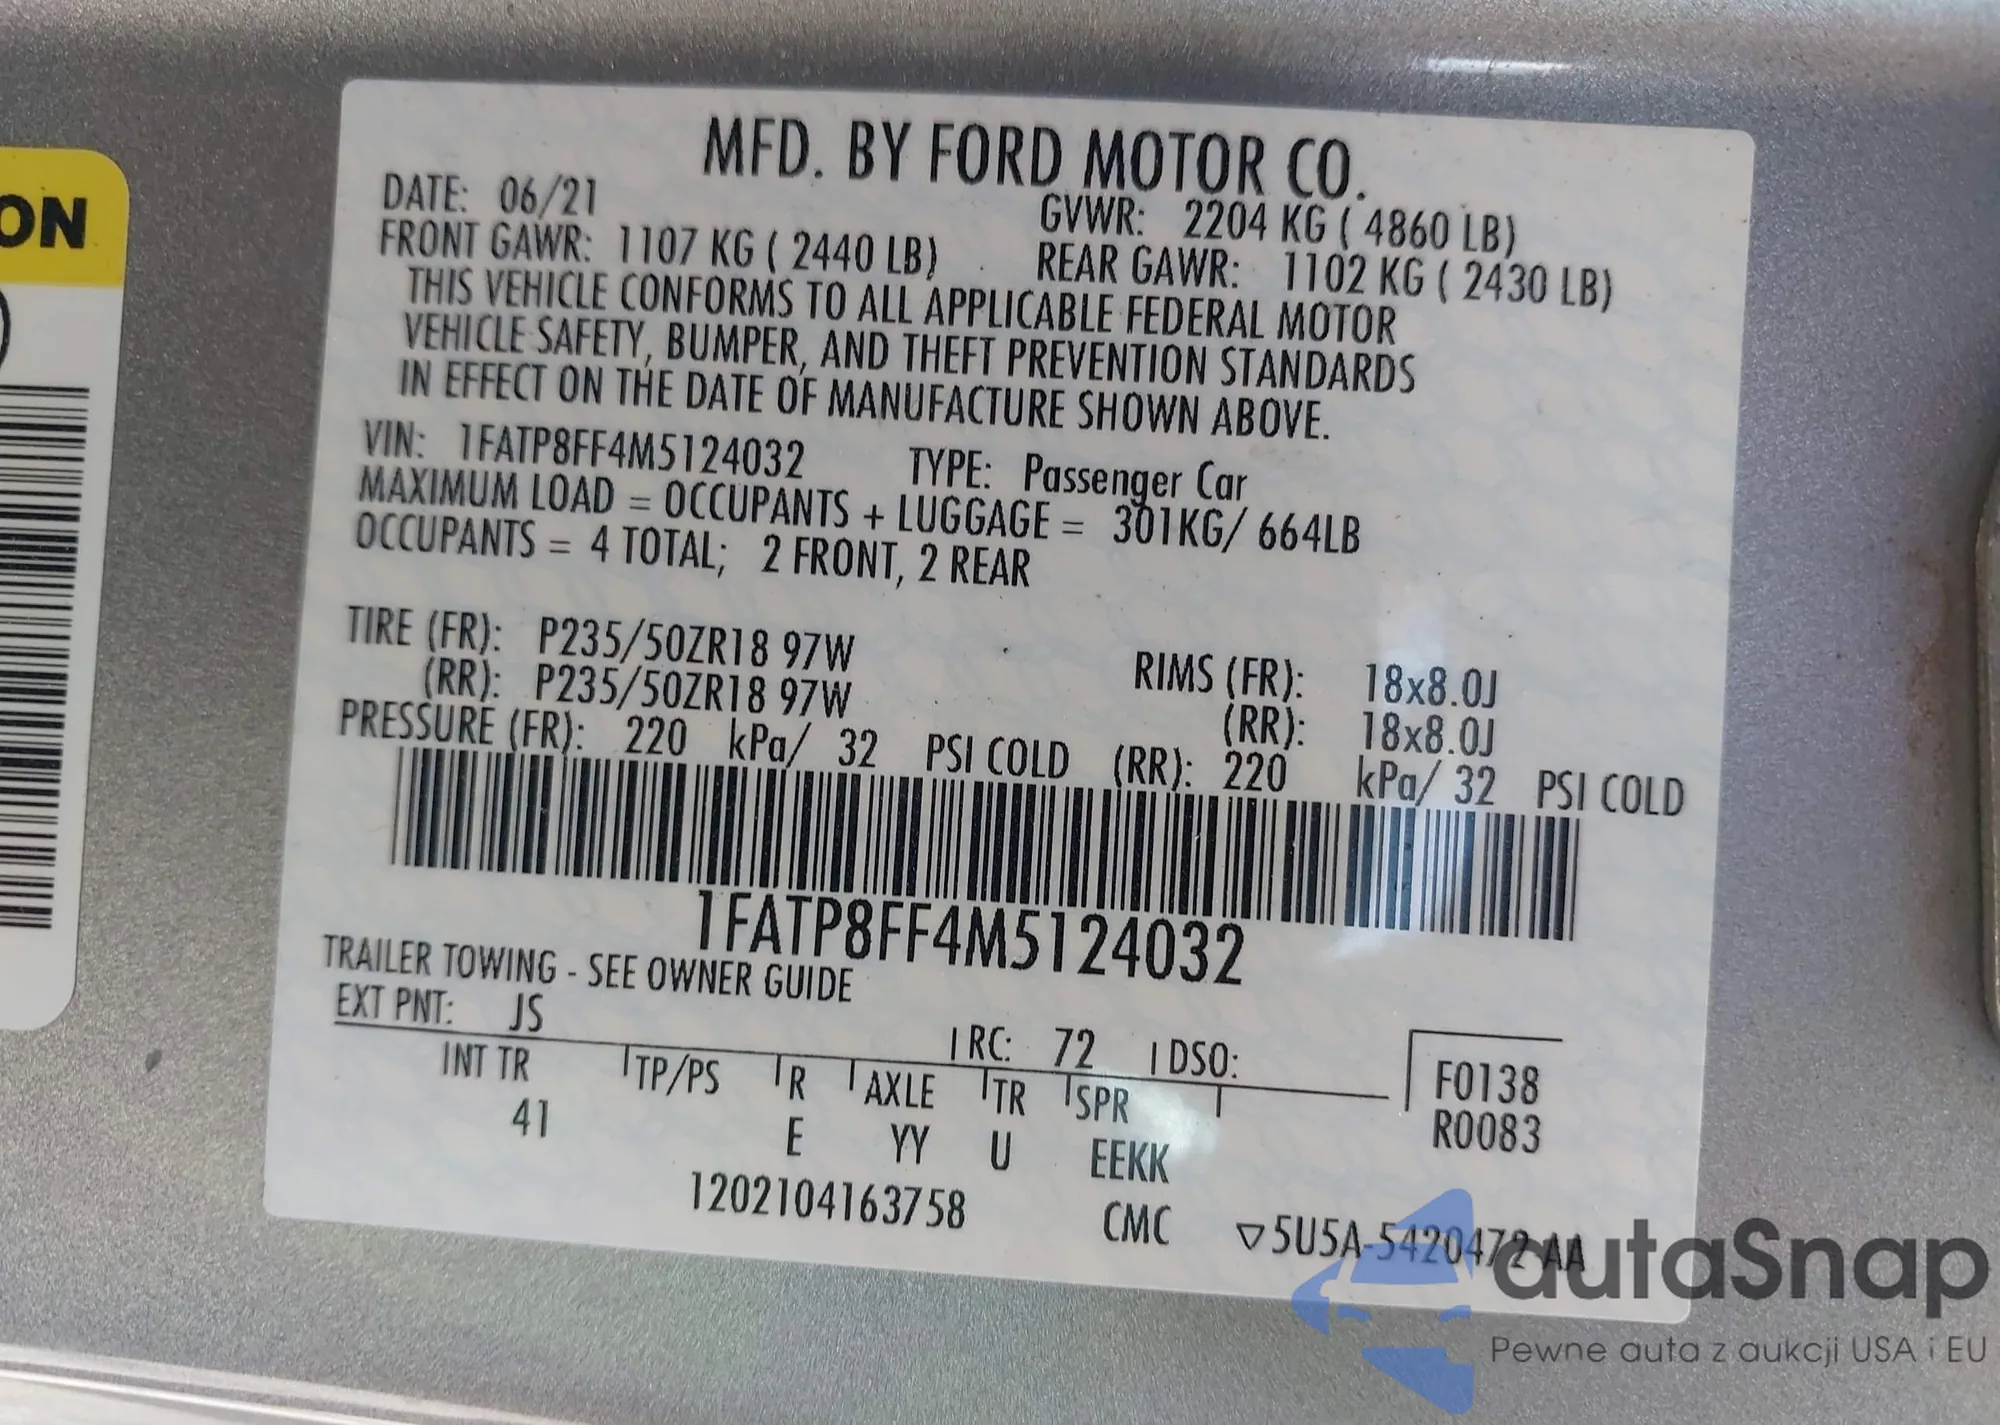 ON
MFD. BY FORD MOTOR CO.
DATE: 06/21 GVWR: 2204 KG ( 4860 LB)
FRONT GAWR: 1107 KG ( 2440 LB) REAR GAWR: 1102 KG ( 2430 LB)
THIS VEHICLE CONFORMS TO ALL APPLICABLE FEDERAL MOTOR
VEHICLE SAFETY, BUMPER, AND THEFT PREVENTION STANDARDS
IN EFFECT ON THE DATE OF MANUFACTURE SHOWN ABOVE.
VIN: 1FATP8FF4M5124032 TYPE: Passenger Car
MAXIMUM LOAD = OCCUPANTS + LUGGAGE = 301KG/ 664LB
OCCUPANTS = 4 TOTAL; 2 FRONT, 2 REAR
TIRE (FR): P235/50ZR18 97W RIMS (FR): 18x8.0J
(RR): P235/50ZR18 97W (RR): 18x8.0J
PRESSURE (FR): 220 kPa/ 32 PSI COLD (RR): 220 kPa/ 32 PSI COLD
1FATP8FF4M5124032
TRAILER TOWING - SEE OWNER GUIDE
EXT PNT: JS RC: 72 DSO:
INT TR TP/PS R AXLE TR SPR F0138
41 E YY U EEKK R0083
1202104163758 CMC ▽5U5A-5420472-AA
autaSnap
Pewne auta z aukcji USA i EU